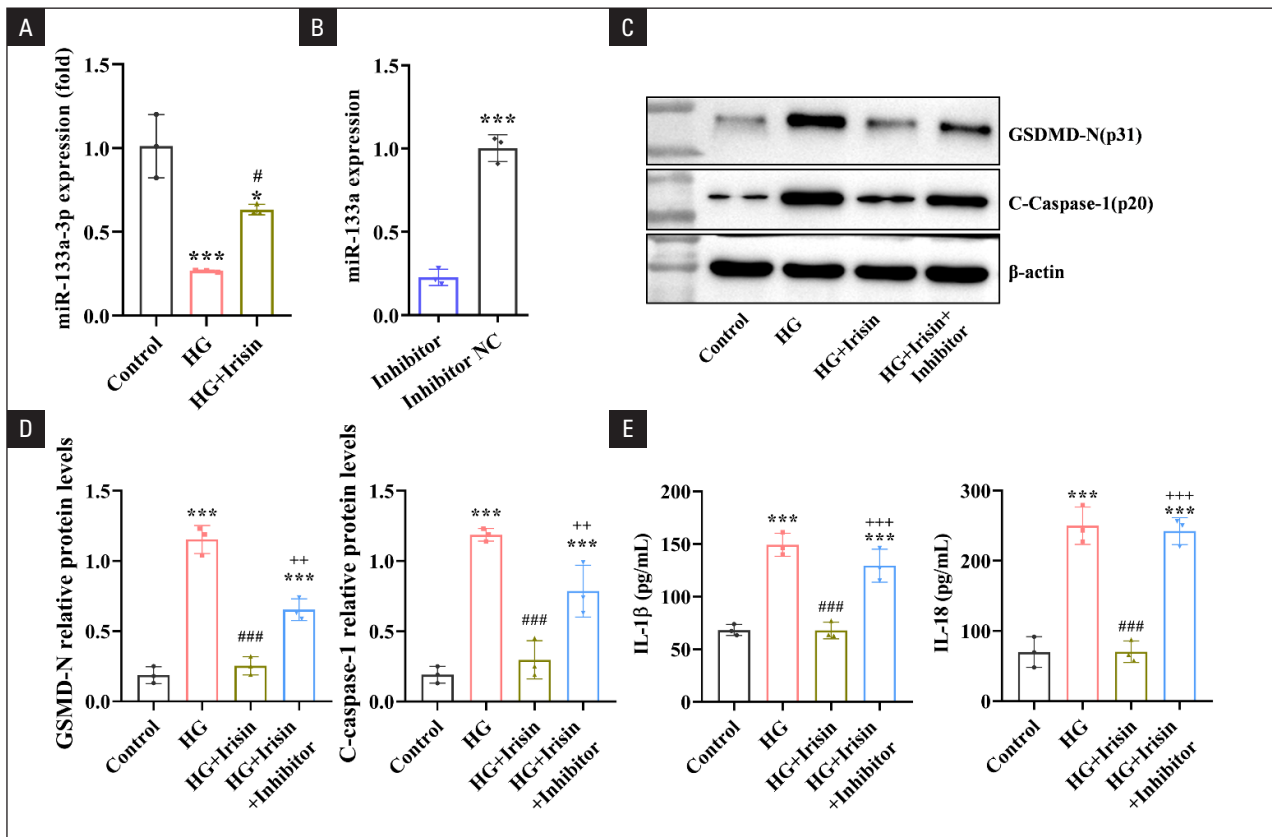 A
miR-133a-3p expression (fold)
1.5
1.0
0.5
0.0
***
#
*
Control
HG
HG+Irisin
B
miR-133a expression
1.5
1.0
0.5
0.0
***
Inhibitor
Inhibitor NC
C
GSDMD-N(p31)
C-Caspase-1(p20)
β-actin
Control
HG
HG+Irisin
HG+Irisin+
Inhibitor
D
GSMD-N relative protein levels
1.5
1.0
0.5
0.0
***
###
++
***
Control
HG
HG+Irisin
HG+Irisin
+Inhibitor
C-caspase-1 relative protein levels
1.5
1.0
0.5
0.0
***
###
++
***
Control
HG
HG+Irisin
HG+Irisin
+Inhibitor
E
IL-1β (pg/mL)
200
150
100
50
0
***
###
+++
***
Control
HG
HG+Irisin
HG+Irisin
+Inhibitor
IL-18 (pg/mL)
300
200
100
0
***
###
+++
***
Control
HG
HG+Irisin
HG+Irisin
+Inhibitor